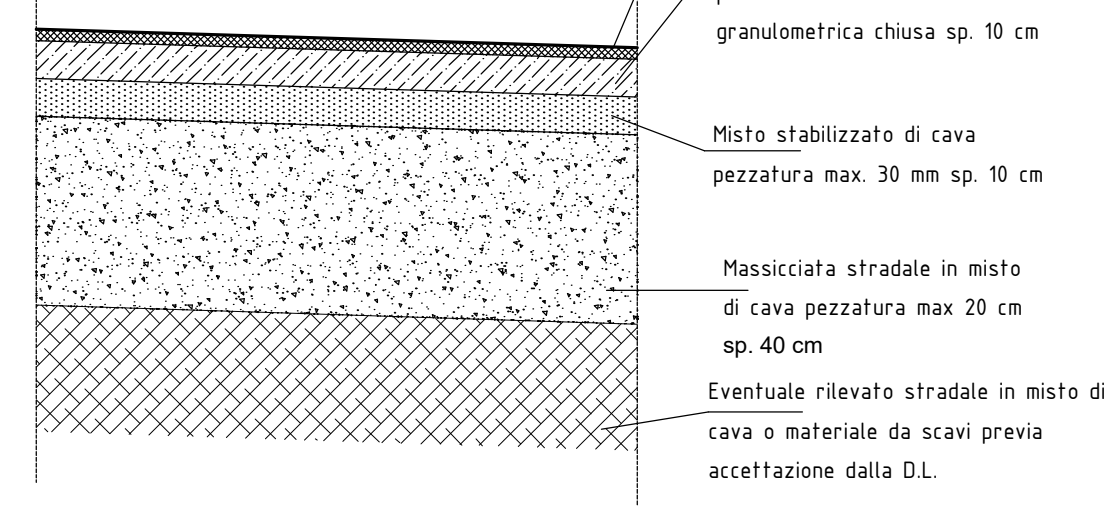 granulometrica chiusa sp. 10 cm
Misto stabilizzato di cava
pezzatura max. 30 mm sp. 10 cm
Massicciata stradale in misto
di cava pezzatura max 20 cm
sp. 40 cm
Eventuale rilevato stradale in misto di
cava o materiale da scavi previa
accettazione dalla D.L.